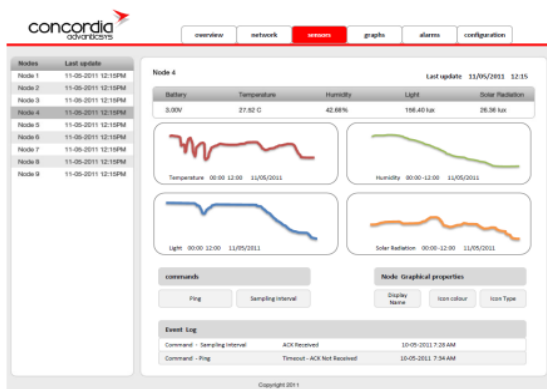 concordia
advanticsys
overview network sensors graphs alarms configuration
Nodes Last update
Node 1 11-05-2011 12:15PM
Node 2 11-05-2011 12:15PM
Node 3 11-05-2011 12:15PM
Node 4 11-05-2011 12:15PM
Node 5 11-05-2011 12:15PM
Node 6 11-05-2011 12:15PM
Node 7 11-05-2011 12:15PM
Node 8 11-05-2011 12:15PM
Node 9 11-05-2011 12:15PM
Node 4 Last update 11/05/2011 12:15
Battery Temperature Humidity Light Solar Radiation
3.00V 27.52 C 42.68% 156.40 lux 26.36 lux
Temperature 00:00 12:00 11/05/2011
Humidity 00:00-12:00 11/05/2011
Light 00:00 12:00 11/05/2011
Solar Radiation 00:00-12:00 11/05/2011
commands
Ping Sampling Interval
Node Graphical properties
Display Name Icon colour Icon Type
Event Log
Command - Sampling Interval ACK Received 10-05-2011 7:28 AM
Command - Ping Timeout - ACK Not Received 10-05-2011 7:34 AM
Copyright 2011